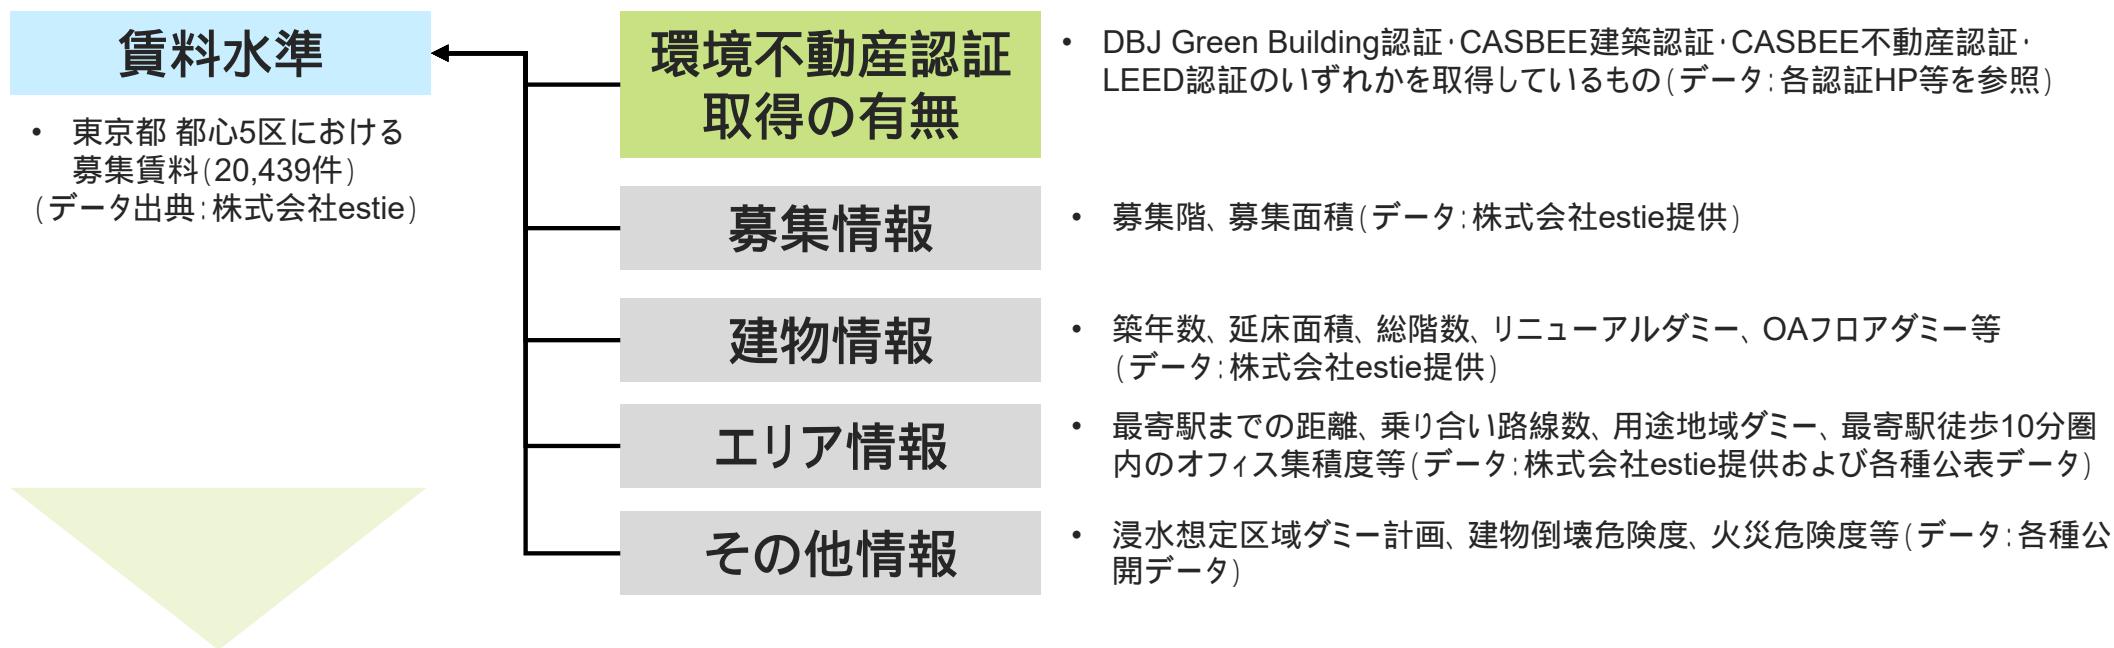 賃料水準
• 東京都 都心5区における
募集賃料(20,439件)
(データ出典:株式会社estie)
環境不動産認証
取得の有無
• DBJ Green Building認証・CASBEE建築認証・CASBEE不動産認証・
LEED認証のいずれかを取得しているもの(データ:各認証HP等を参照)
募集情報
• 募集階、募集面積(データ:株式会社estie提供)
建物情報
• 築年数、延床面積、総階数、リニューアルダミー、OAフロアダミー等
(データ:株式会社estie提供)
エリア情報
• 最寄駅までの距離、乗り合い路線数、用途地域ダミー、最寄駅徒歩10分圏
内のオフィス集積度等(データ:株式会社estie提供および各種公表データ)
その他情報
• 浸水想定区域ダミー計画、建物倒壊危険度、火災危険度等(データ:各種公
開データ)